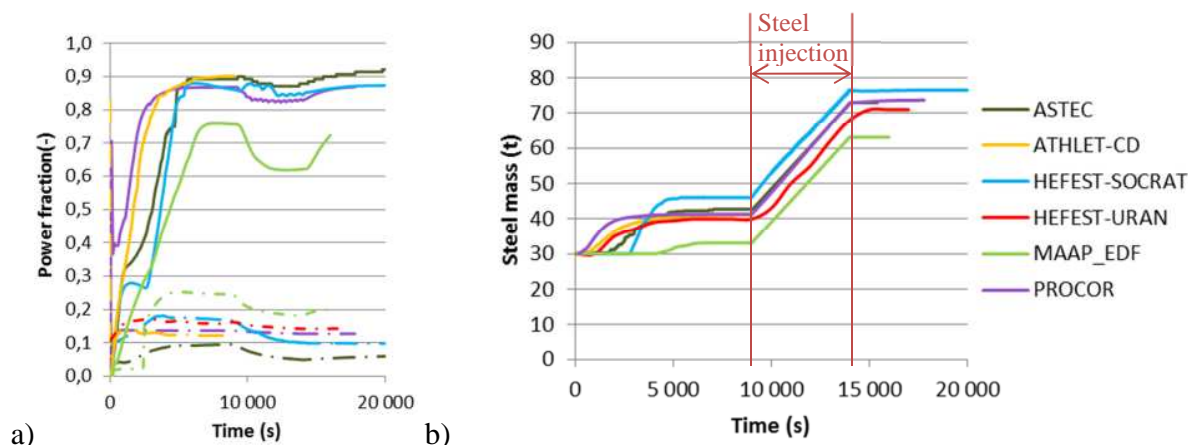 1,0
0,9
0,8
0,7
0,6
0,5
0,4
0,3
0,2
0,1
0,0
Power fraction(-)
0
10 000
20 000
Time (s)
a)
Steel
injection
90
80
70
60
50
40
30
20
10
0
Steel mass (t)
0
5 000
10 000
15 000
20 000
Time (s)
b)
ASTEC
ATHLET-CD
HEFEST-SOCRAT
HEFEST-URAN
MAAP_EDF
PROCOR